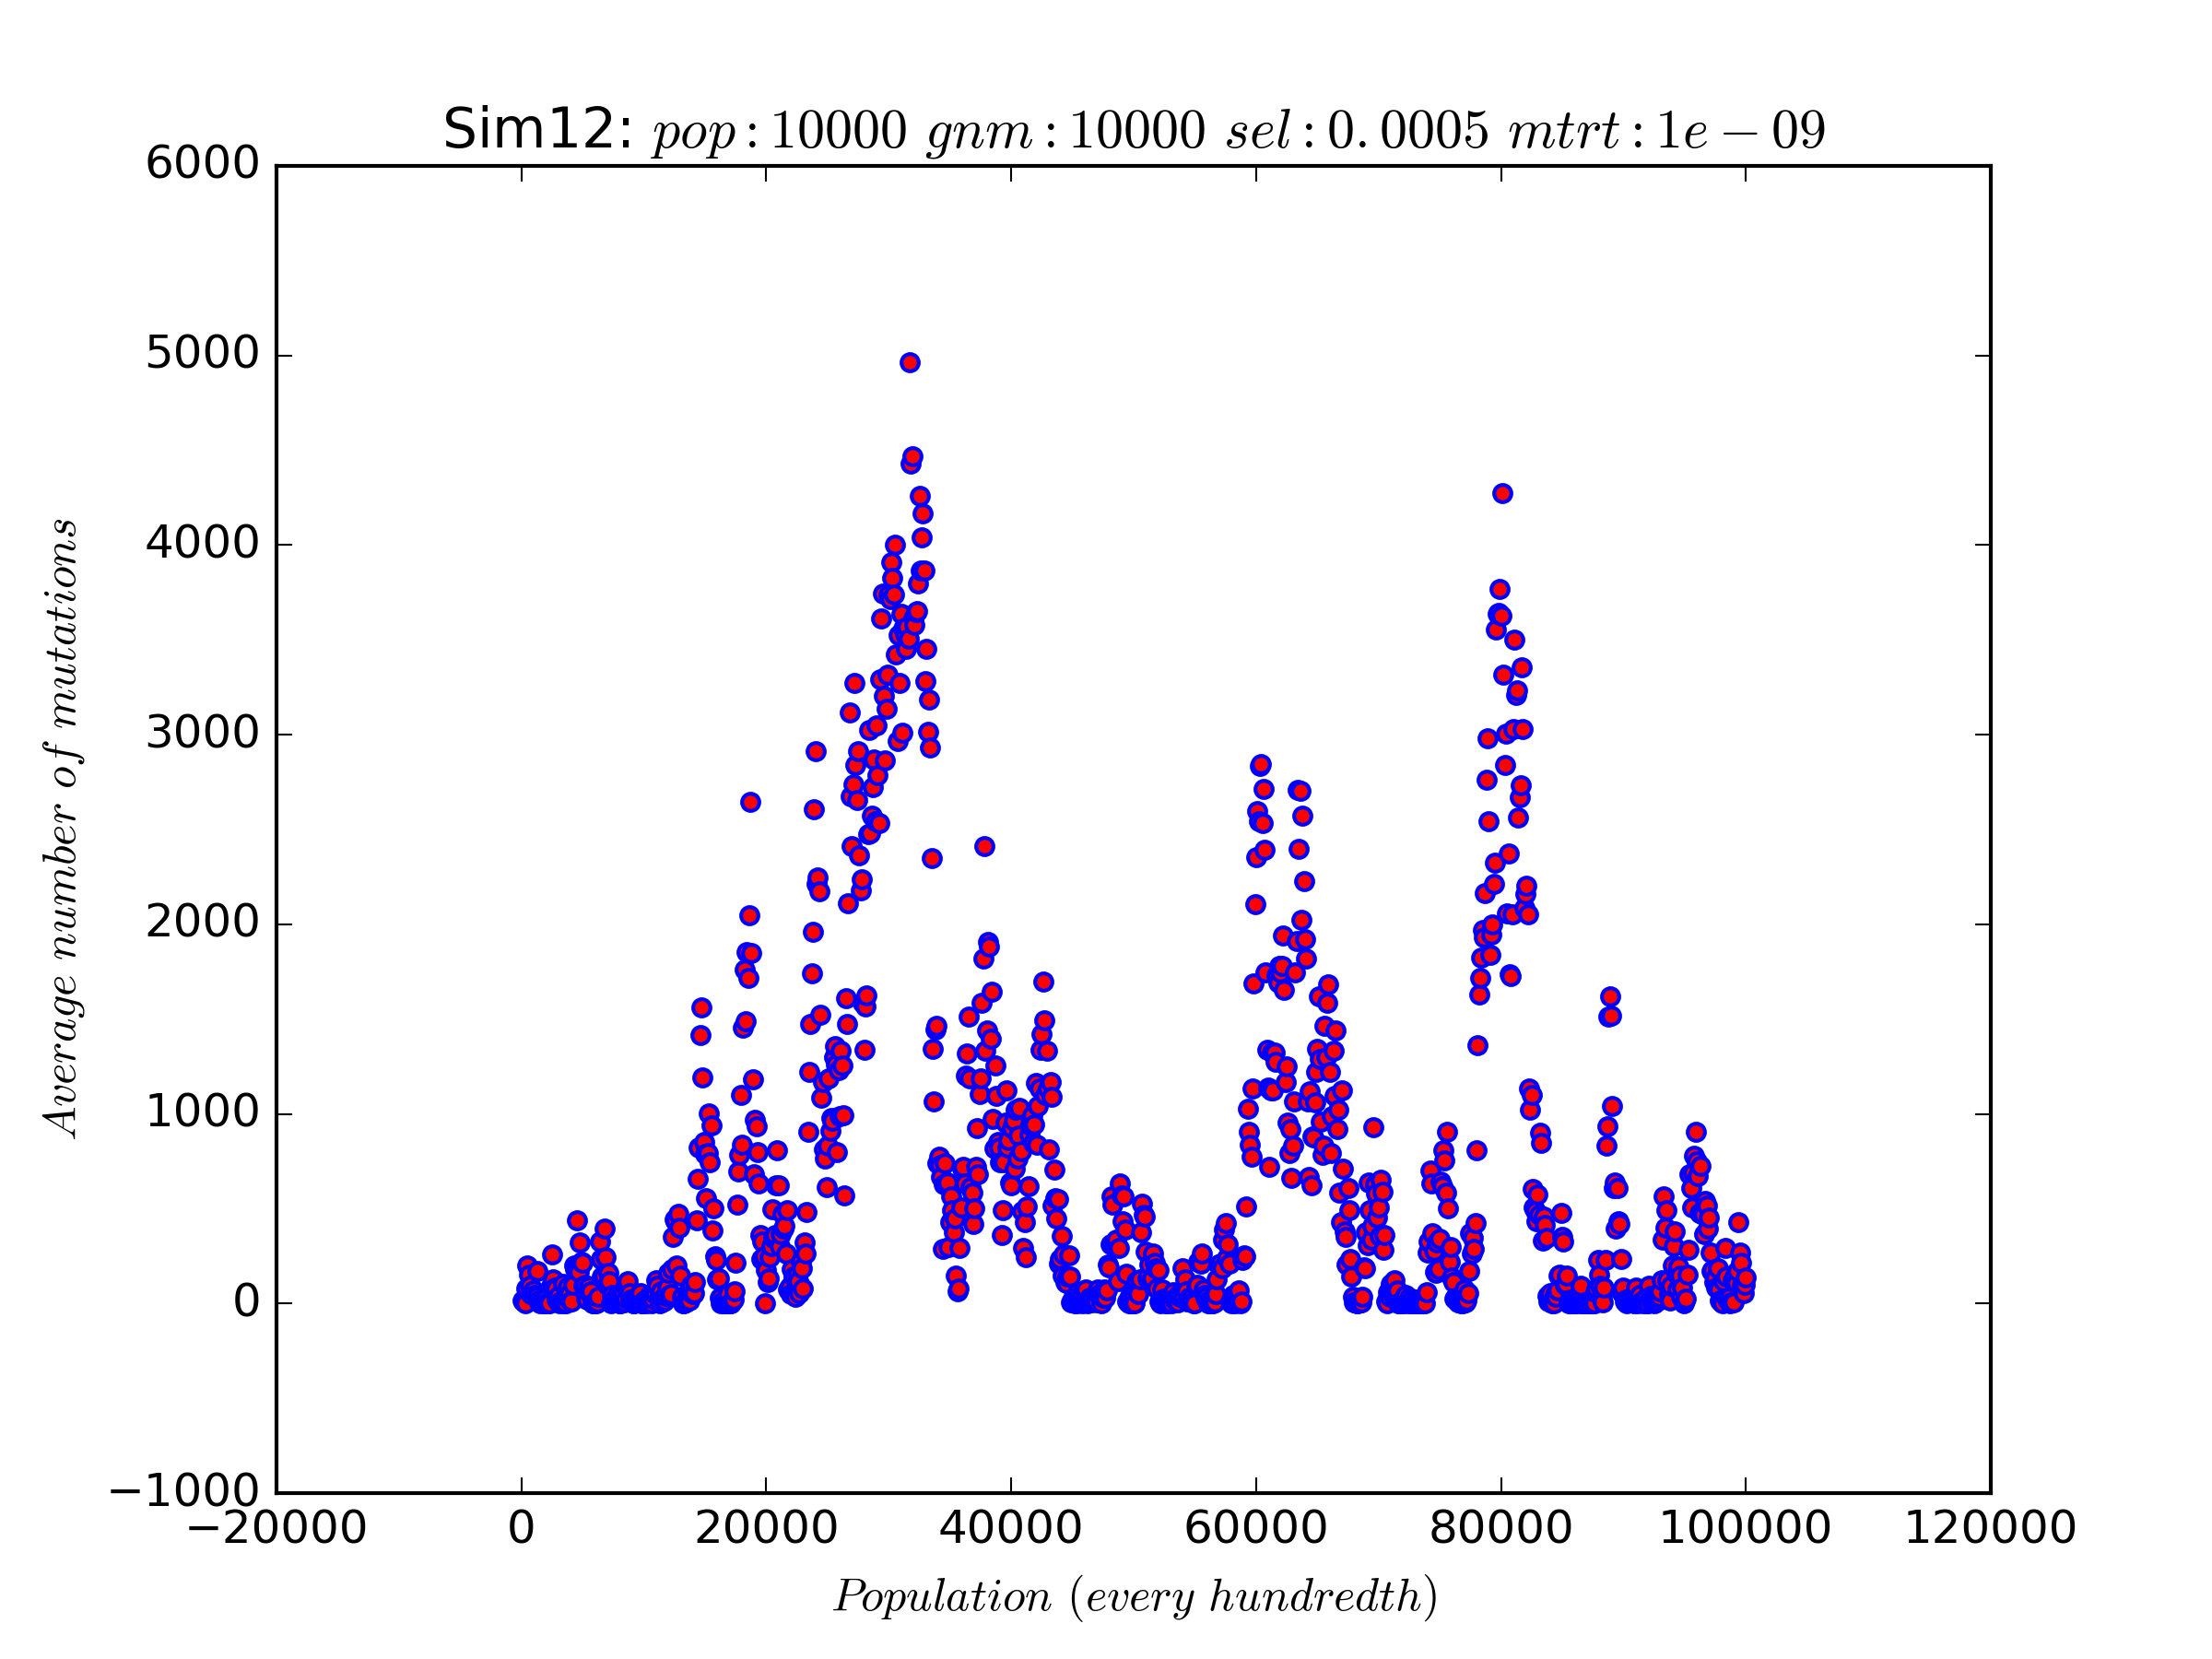 Sim12: pop : 10000 gnm : 10000 sel : 0.0005 mtrt : 1e − 09
6000
5000
4000
3000
2000
1000
0
−1000
Average number of mutations
−20000 0 20000 40000 60000 80000 100000 120000
Population (every hundredth)